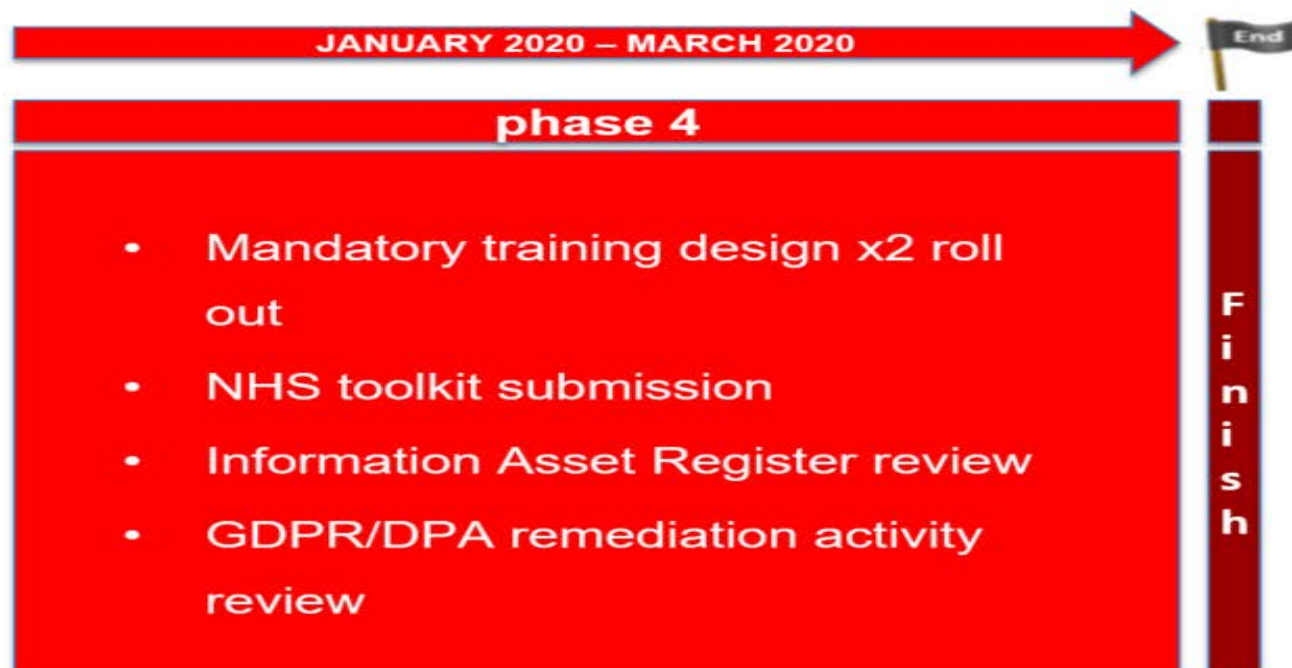 JANUARY 2020 – MARCH 2020
End
phase 4
• Mandatory training design x2 roll
out
• NHS toolkit submission
• Information Asset Register review
• GDPR/DPA remediation activity
review
Finish